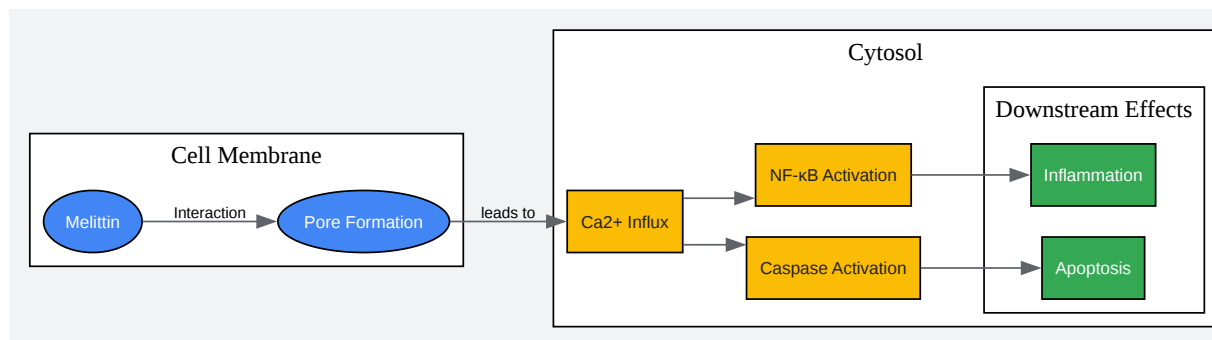 Cytosol
Downstream Effects
Cell Membrane
Melittin
Interaction
Pore Formation
leads to
Ca2+ Influx
NF-κB Activation
Inflammation
Caspase Activation
Apoptosis